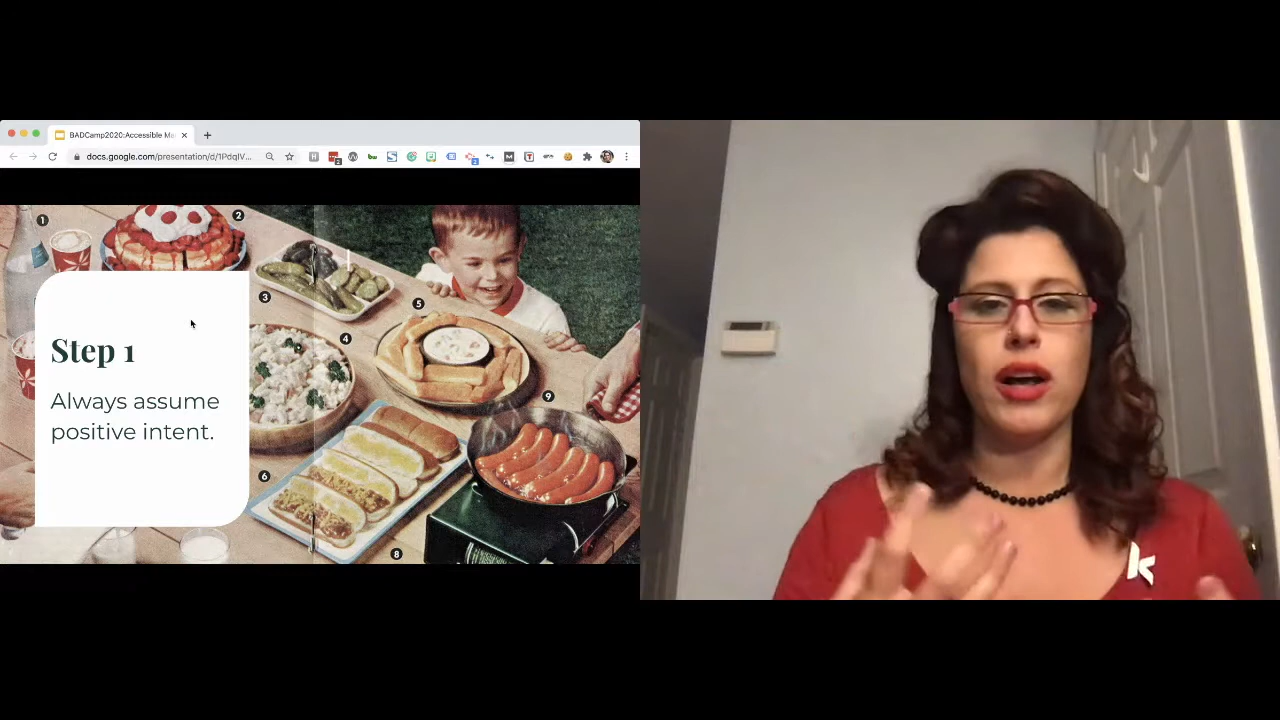 BADCamp2020:Accessible Ma
docs.google.com/presentation/d/1PdqIV...
1
2
3
4
5
6
8
9
Step 1
Always assume
positive intent.
k